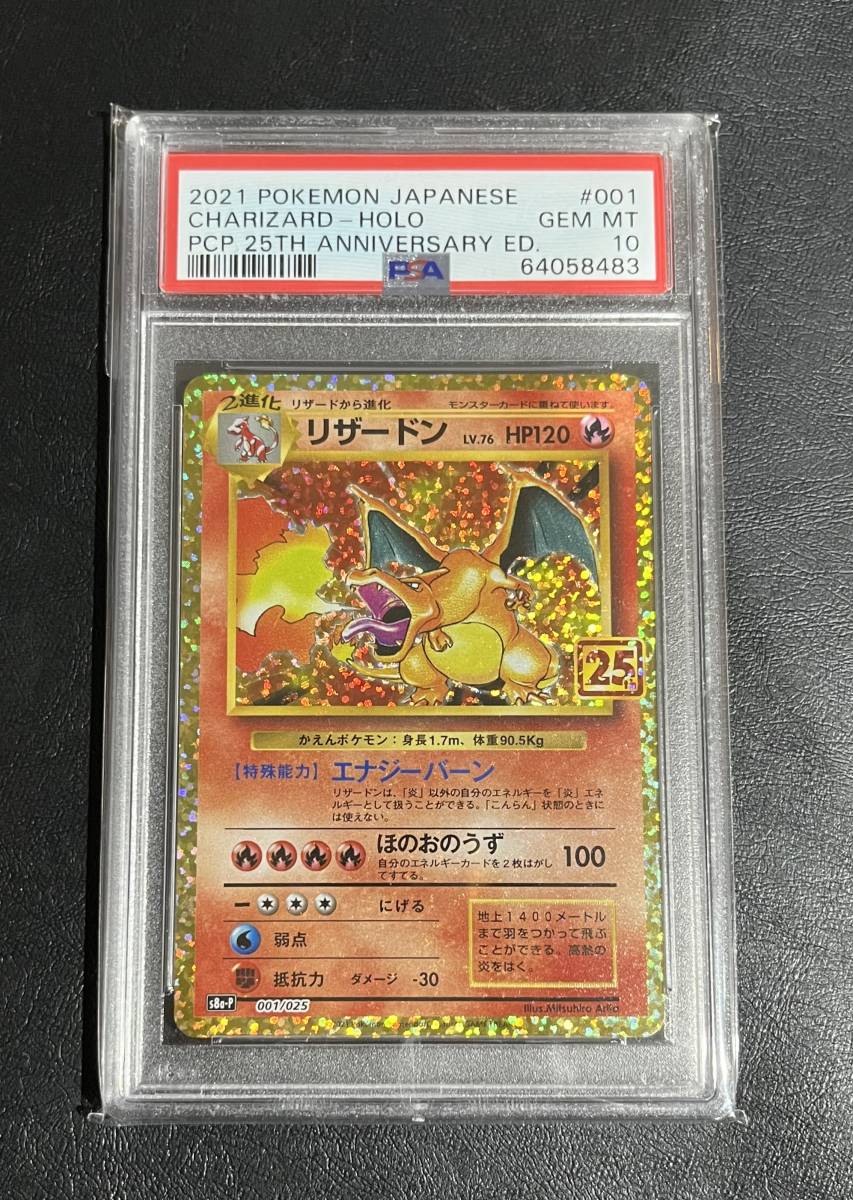 2021 POKEMON JAPANESE #001
CHARIZARD-HOLO GEM MT
PCP 25TH ANNIVERSARY ED. 10
PSA 64058483
2進化 リザードから進化 モンスターカードに重ねて使います。
リザードン LV.76 HP120
25th
かえんポケモン：身長1.7m、体重90.5Kg
【特殊能力】エナジーバーン
リザードンは、「炎」以外の自分のエネルギーを「炎」エネ
ルギーとして扱うことができる。「こんらん」状態のときに
は使えない。
ほのおのうず 100
自分のエネルギーカードを2枚はがし
てすてる。
にげる
弱点
抵抗力 ダメージ -30
地上1400メートル
まで羽をつかって飛ぶ
ことができる。高熱の
炎をはく。
s8a-P 001/025
Illus.Mitsuhiro Arita